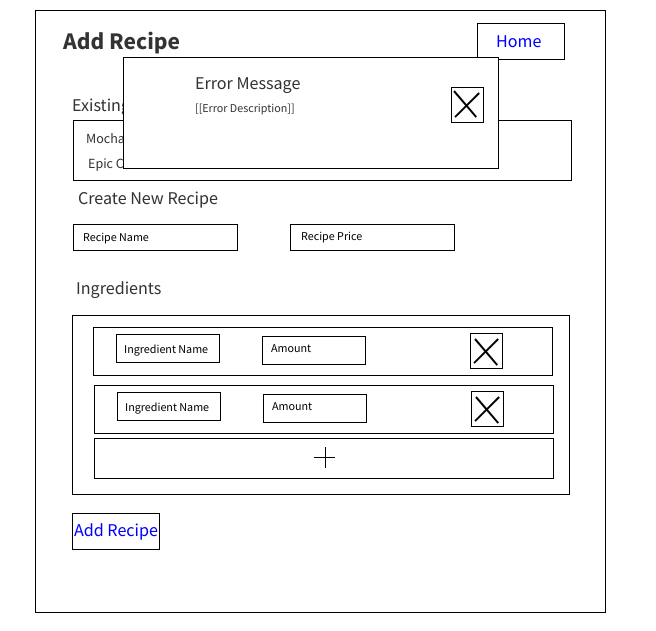 Add Recipe
Home
Error Message
[[Error Description]]
Existing
Mocha
Epic
Create New Recipe
Recipe Name
Recipe Price
Ingredients
Ingredient Name
Amount
Ingredient Name
Amount
Add Recipe